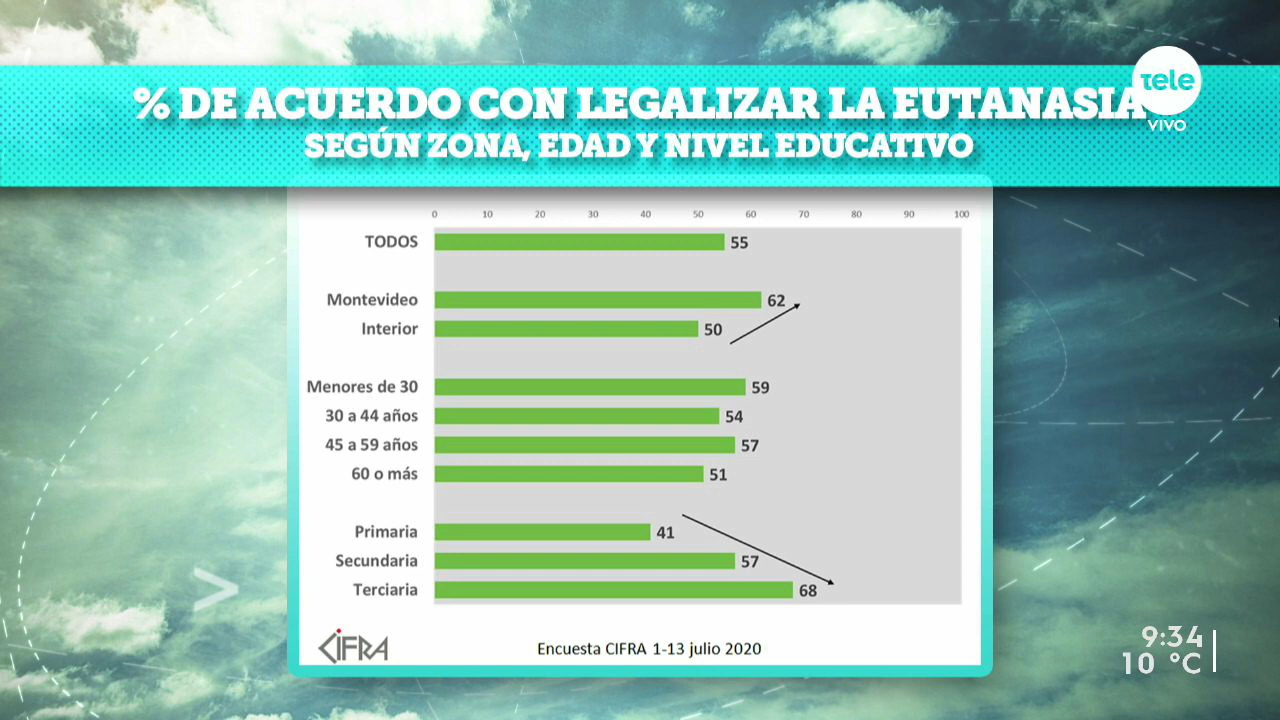 % DE ACUERDO CON LEGALIZAR LA EUTANASIA
SEGÚN ZONA, EDAD Y NIVEL EDUCATIVO
TELE
VIVO
0 10 20 30 40 50 60 70 80 90 100
TODOS 55
Montevideo 62
Interior 50
Menores de 30 59
30 a 44 años 54
45 a 59 años 57
60 o más 51
Primaria 41
Secundaria 57
Terciaria 68
CIFRA
Encuesta CIFRA 1-13 julio 2020
9:34
10 °C